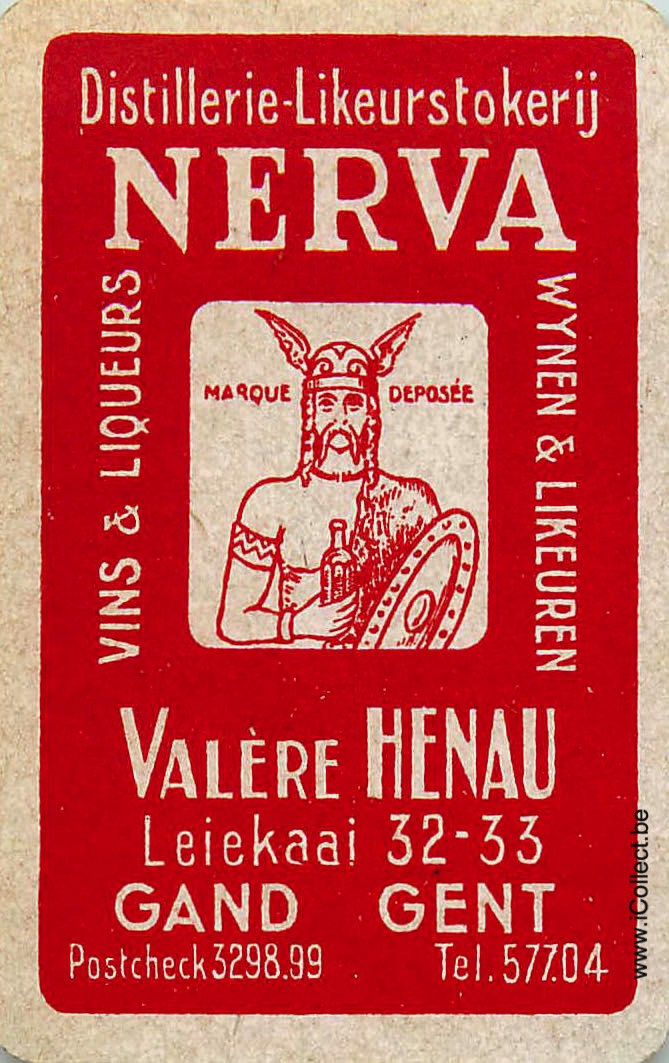 Distillerie-Likeurstokerij
NERVA
VINS & LIQUEURS
MARQUE DEPOSÉE
WYNEN & LIKEUREN
VALÈRE HENAU
Leiekaai 32-33
GAND GENT
Postcheck 3298.99 Tel. 577.04
www.iCollect.be